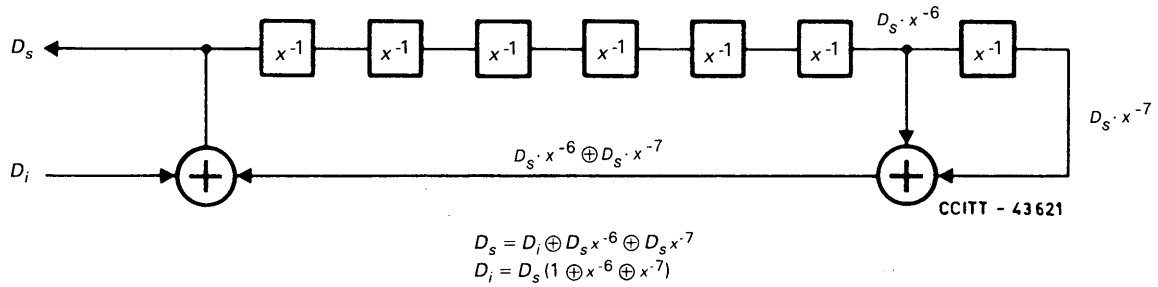 D_s · x⁻⁶
D_s x⁻¹ x⁻¹ x⁻¹ x⁻¹ x⁻¹ x⁻¹ x⁻¹
D_s · x⁻⁷
D_s · x⁻⁶ ⊕ D_s · x⁻⁷
D_i + +
CCITT - 43621
D_s = D_i ⊕ D_s x⁻⁶ ⊕ D_s x⁻⁷
D_i = D_s (1 ⊕ x⁻⁶ ⊕ x⁻⁷)